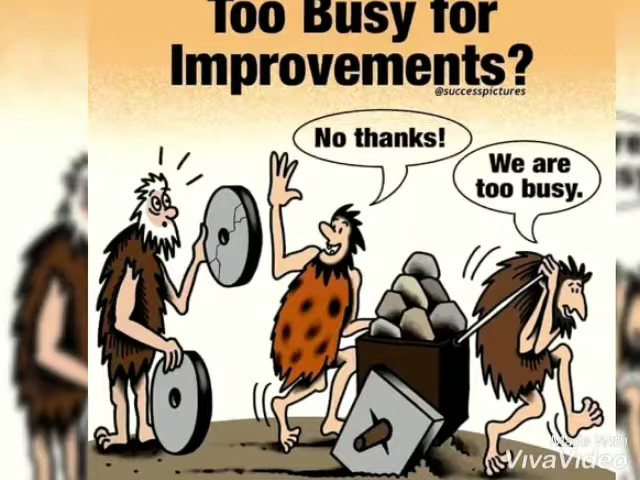 Too Busy for
Improvements?
@successpictures
No thanks!
We are
too busy.
Made With
VivaVideo